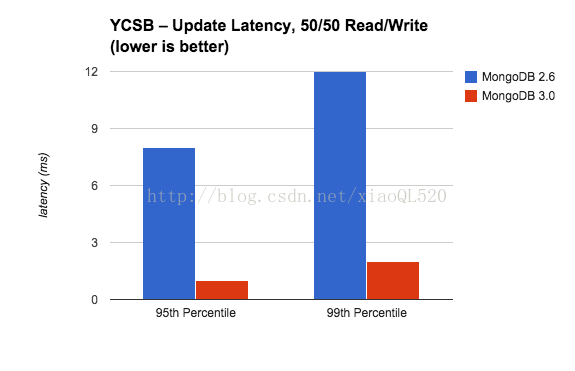 YCSB – Update Latency, 50/50 Read/Write
(lower is better)
MongoDB 2.6
MongoDB 3.0
latency (ms)
12
9
6
3
0
95th Percentile
99th Percentile
http://blog.csdn.net/xiaoQL520